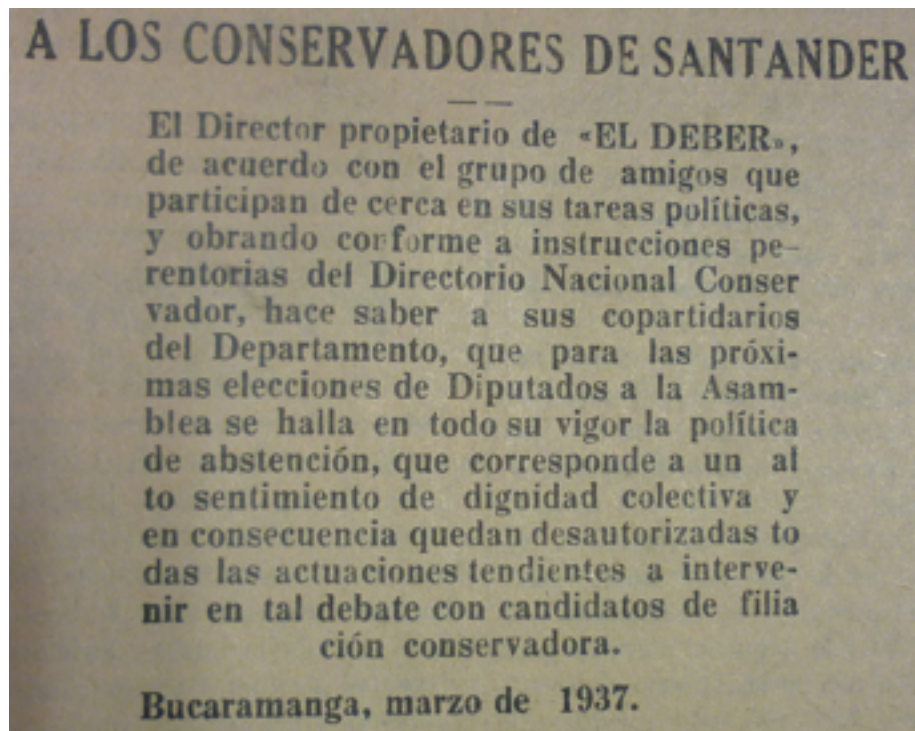 A LOS CONSERVADORES DE SANTANDER
El Director propietario de «EL DEBER»,
de acuerdo con el grupo de amigos que
participan de cerca en sus tareas políticas,
y obrando conforme a instrucciones pe-
rentorias del Directorio Nacional Conser
vador, hace saber a sus copartidarios
del Departamento, que para las próxi-
mas elecciones de Diputados a la Asam-
blea se halla en todo su vigor la política
de abstención, que corresponde a un al
to sentimiento de dignidad colectiva y
en consecuencia quedan desautorizadas to
das las actuaciones tendientes a interve-
nir en tal debate con candidatos de filia
ción conservadora.
Bucaramanga, marzo de 1937.